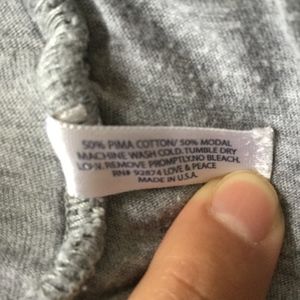 50% PIMA COTTON/ 50% MODAL
MACHINE WASH COLD, TUMBLE DRY
LOW. REMOVE PROMPTLY.NO BLEACH.
RN# 92874 LOVE & PEACE
MADE IN U.S.A.